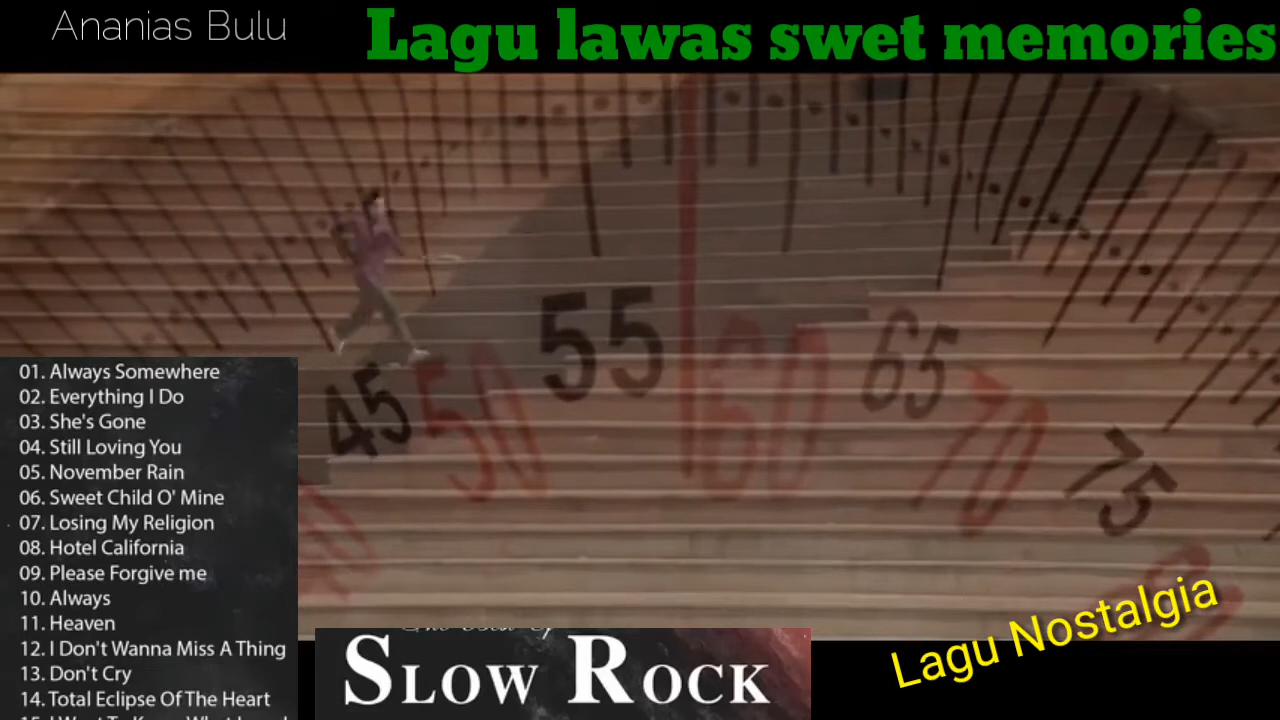 Ananias Bulu
Lagu lawas swet memories
45 50 55 60 65 70 75
01. Always Somewhere
02. Everything I Do
03. She's Gone
04. Still Loving You
05. November Rain
06. Sweet Child O' Mine
07. Losing My Religion
08. Hotel California
09. Please Forgive me
10. Always
11. Heaven
12. I Don't Wanna Miss A Thing
13. Don't Cry
14. Total Eclipse Of The Heart
SLOW ROCK
Lagu Nostalgia